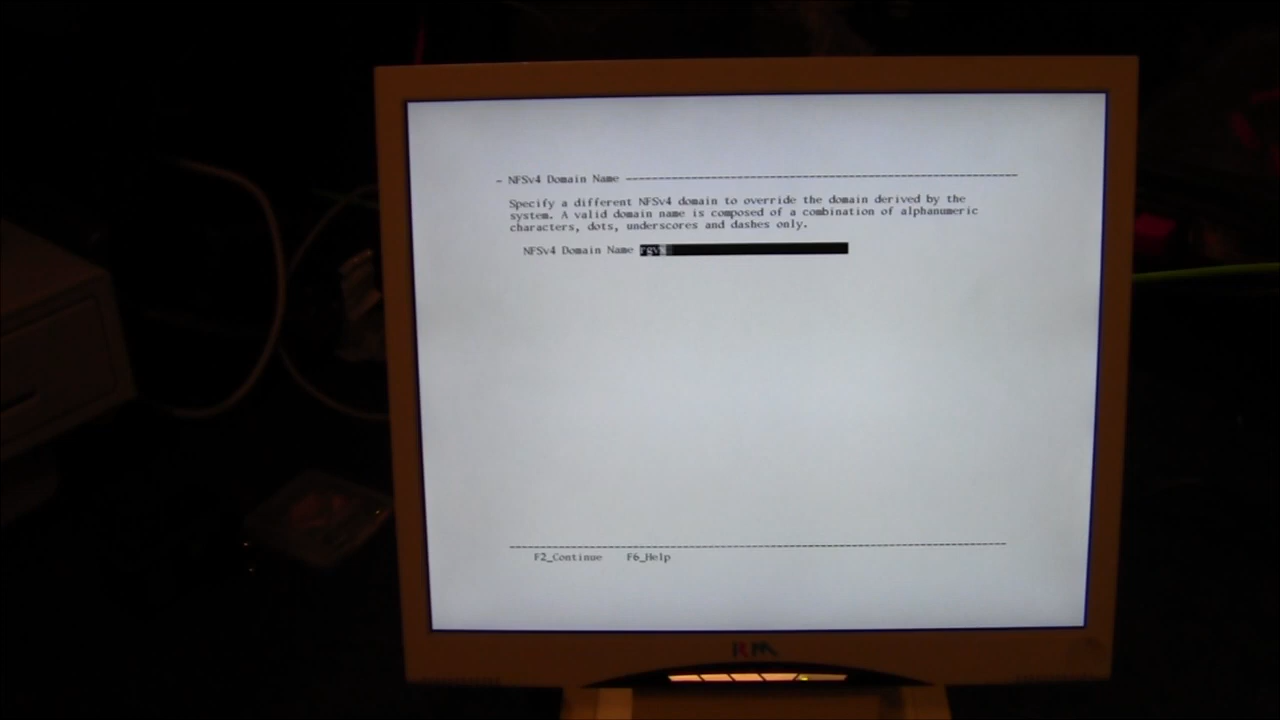 - NFSv4 Domain Name ------------------------------------------------
Specify a different NFSv4 domain to override the domain derived by the
system. A valid domain name is composed of a combination of alphanumeric
characters, dots, underscores and dashes only.
NFSv4 Domain Name
F2_Continue F6_Help
RM